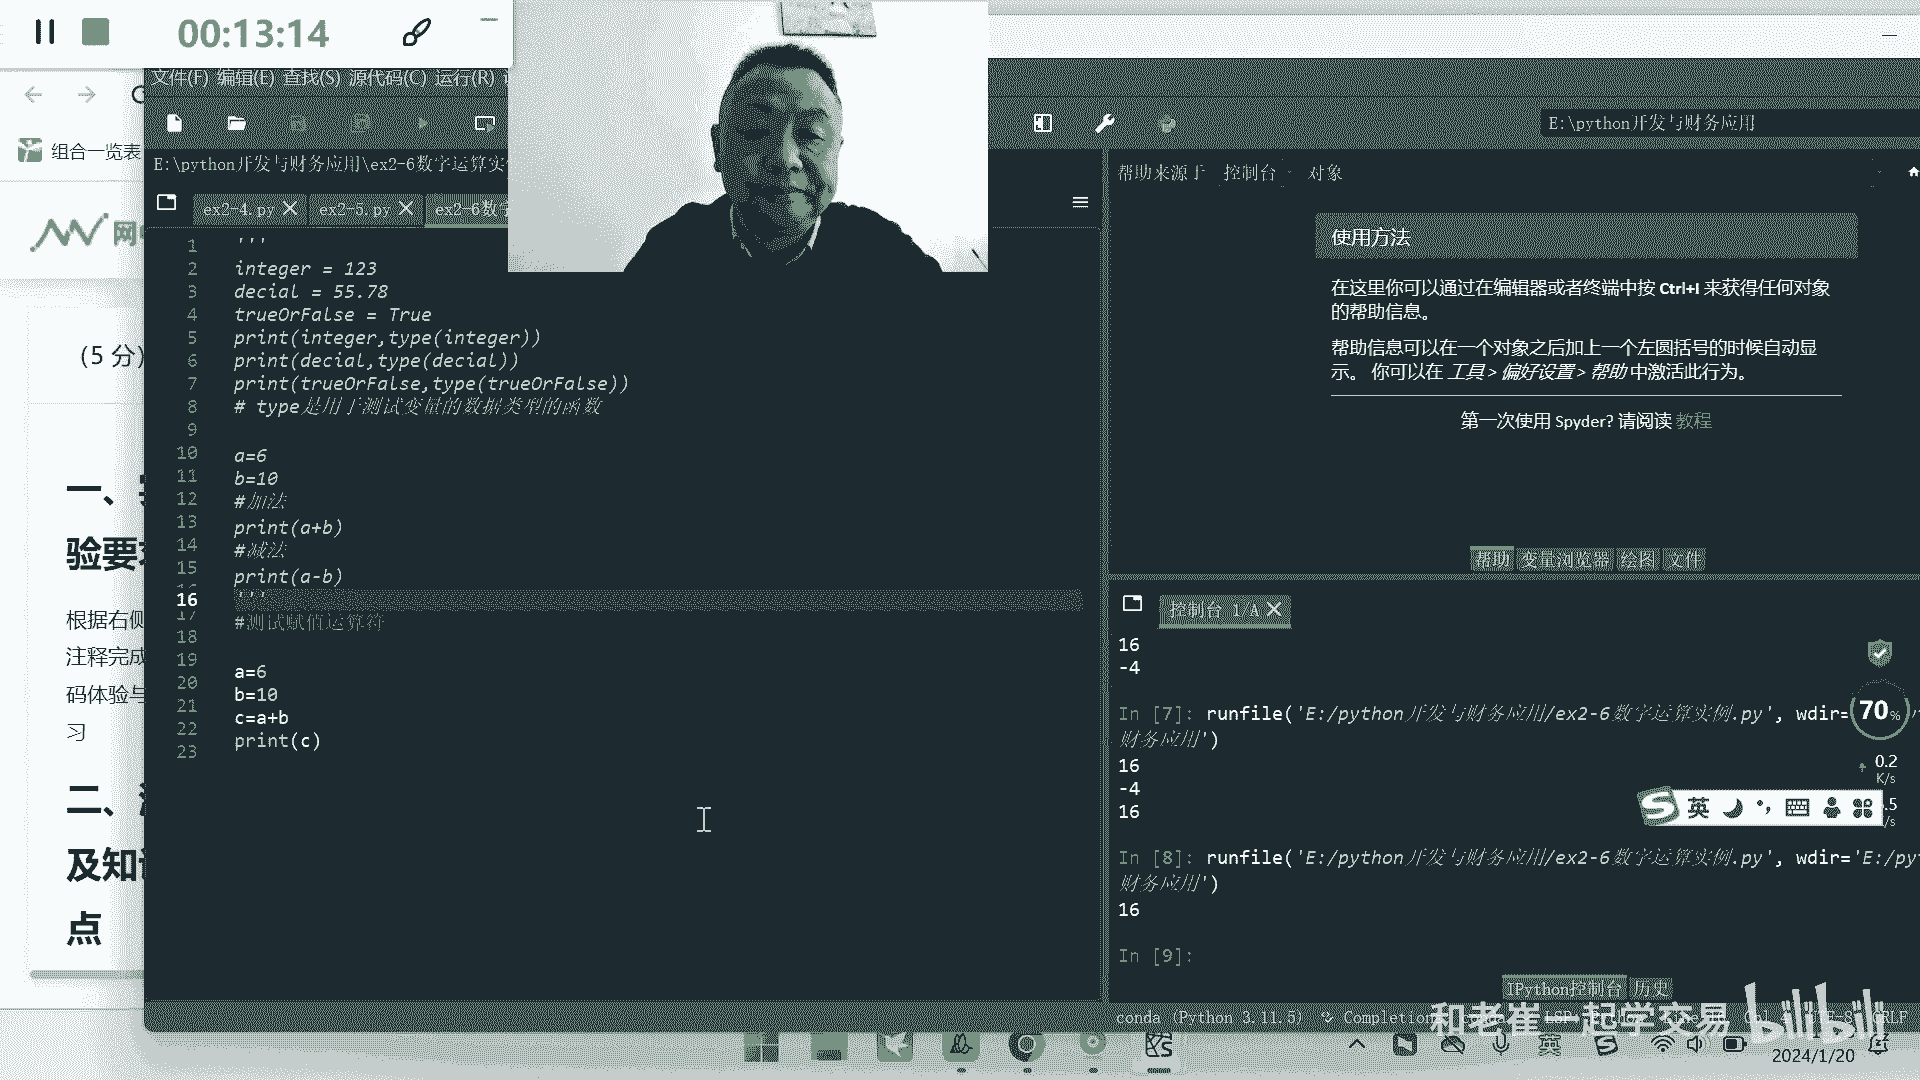 00:13:14
文件(F) 编辑(E) 查找(S) 源代码(C) 运行(R)
组合一览表
E:\python开发与财务应用
E:\python开发与财务应用\ex2-6数字运算实
帮助来源于 控制台 对象
ex2-4.py ex2-5.py ex2-6数字
网
使用方法
在这里你可以通过在编辑器或者终端中按 Ctrl+I 来获得任何对象
的帮助信息。
帮助信息可以在一个对象之后加上一个左圆括号的时候自动显
示。 你可以在 工具 > 偏好设置 > 帮助 中激活此行为。
第一次使用 Spyder? 请阅读 教程
帮助 变量浏览器 绘图 文件
1 '''
2 integer = 123
3 decial = 55.78
4 trueOrFalse = True
5 print(integer,type(integer))
6 print(decial,type(decial))
7 print(trueOrFalse,type(trueOrFalse))
8 # type是用于测试变量的数据类型的函数
9
10 a=6
11 b=10
12 #加法
13 print(a+b)
14 #减法
15 print(a-b)
16 '''
17 #测试赋值运算符
18
19 a=6
20 b=10
21 c=a+b
22 print(c)
23
(5 分)
一、
验要
根据右侧
注释完成
码体验与
习
二、
及知
点
控制台 1/A
16
-4
In [7]: runfile('E:/python开发与财务应用/ex2-6数字运算实例.py', wdir=
财务应用')
16
-4
16
In [8]: runfile('E:/python开发与财务应用/ex2-6数字运算实例.py', wdir='E:/py
财务应用')
16
In [9]:
70%
0.2
K/s
.5
/s
S 英
IPython控制台 历史
conda (Python 3.11.5) Completion
和老崔一起学交易 bilibili
英
2024/1/20